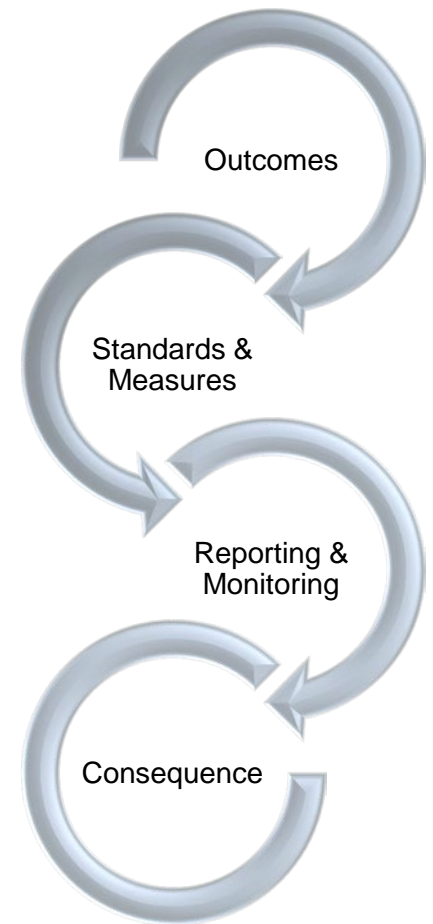 Outcomes
Standards &
Measures
Reporting &
Monitoring
Consequence